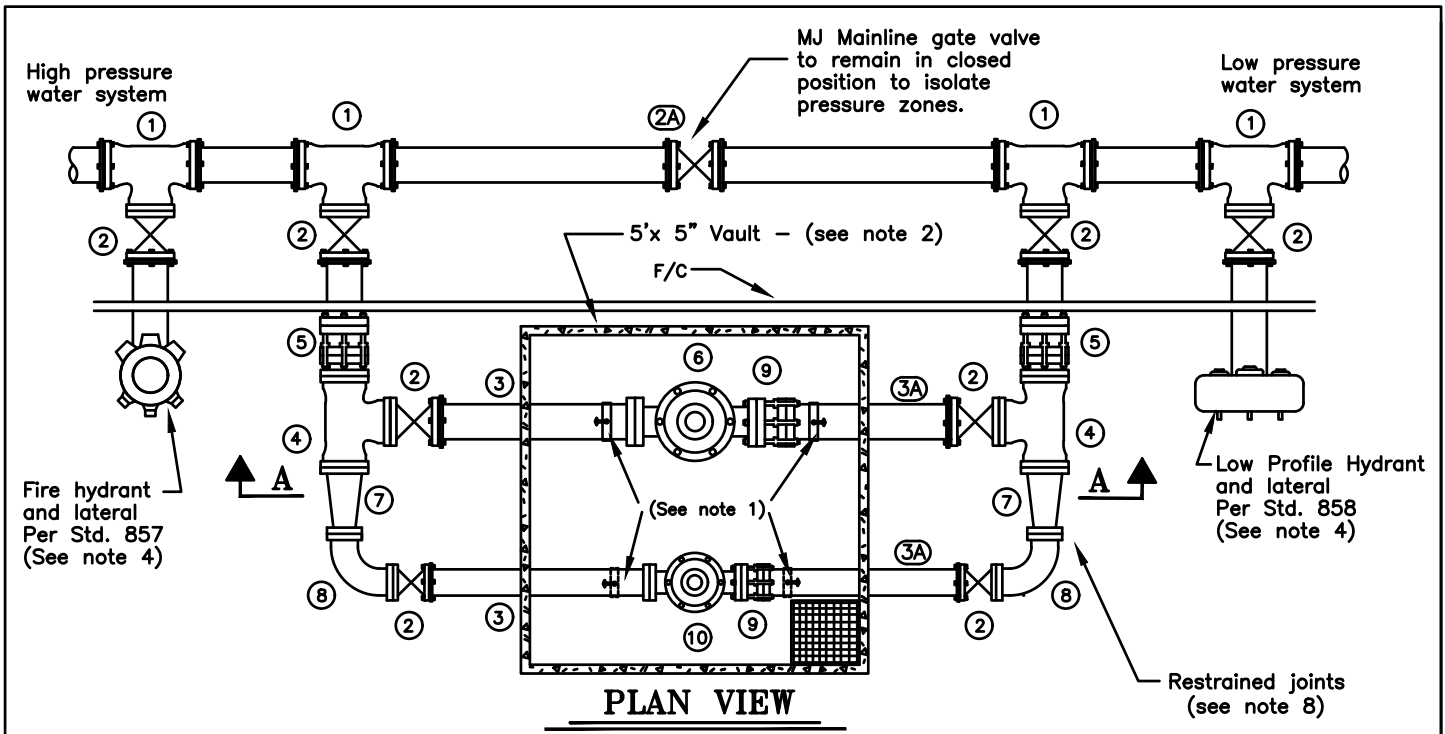 High pressure
water system
MJ Mainline gate valve
to remain in closed
position to isolate
pressure zones.
Low pressure
water system
1
1
2A
1
1
2
2
2
2
5'x 5" Vault – (see note 2)
F/C
5
5
6
9
2
3
3A
2
4
4
A
A
7
7
(See note 1)
Fire hydrant
and lateral
Per Std. 857
(See note 4)
Low Profile Hydrant
and lateral
Per Std. 858
(See note 4)
3A
8
8
2
3
10
9
2
Restrained joints
(see note 8)
PLAN VIEW